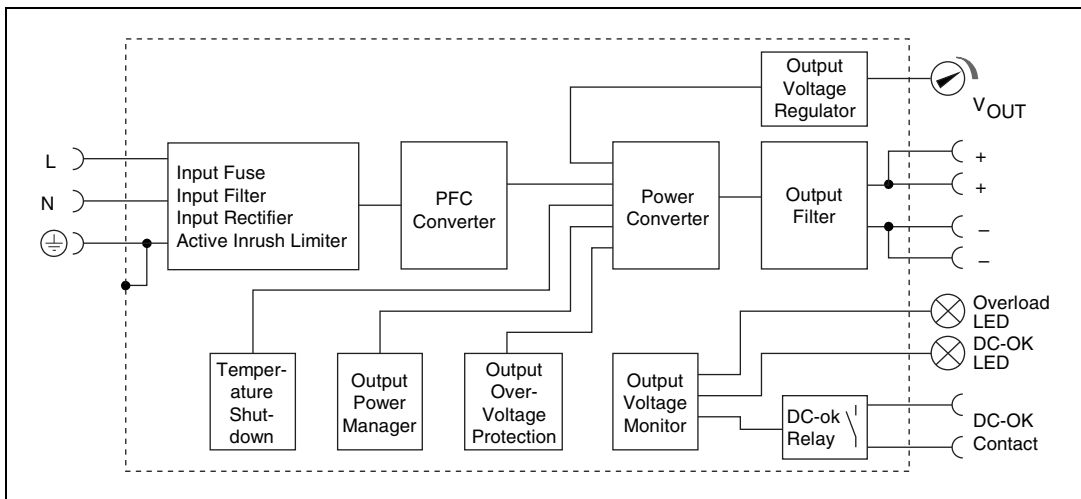 Output
Voltage
Regulator
VOUT
L
N
Input Fuse
Input Filter
Input Rectifier
Active Inrush Limiter
PFC
Converter
Power
Converter
Output
Filter
+
+
–
–
Temper-
ature
Shut-
down
Output
Power
Manager
Output
Over-
Voltage
Protection
Output
Voltage
Monitor
DC-ok
Relay
Overload
LED
DC-OK
LED
DC-OK
Contact